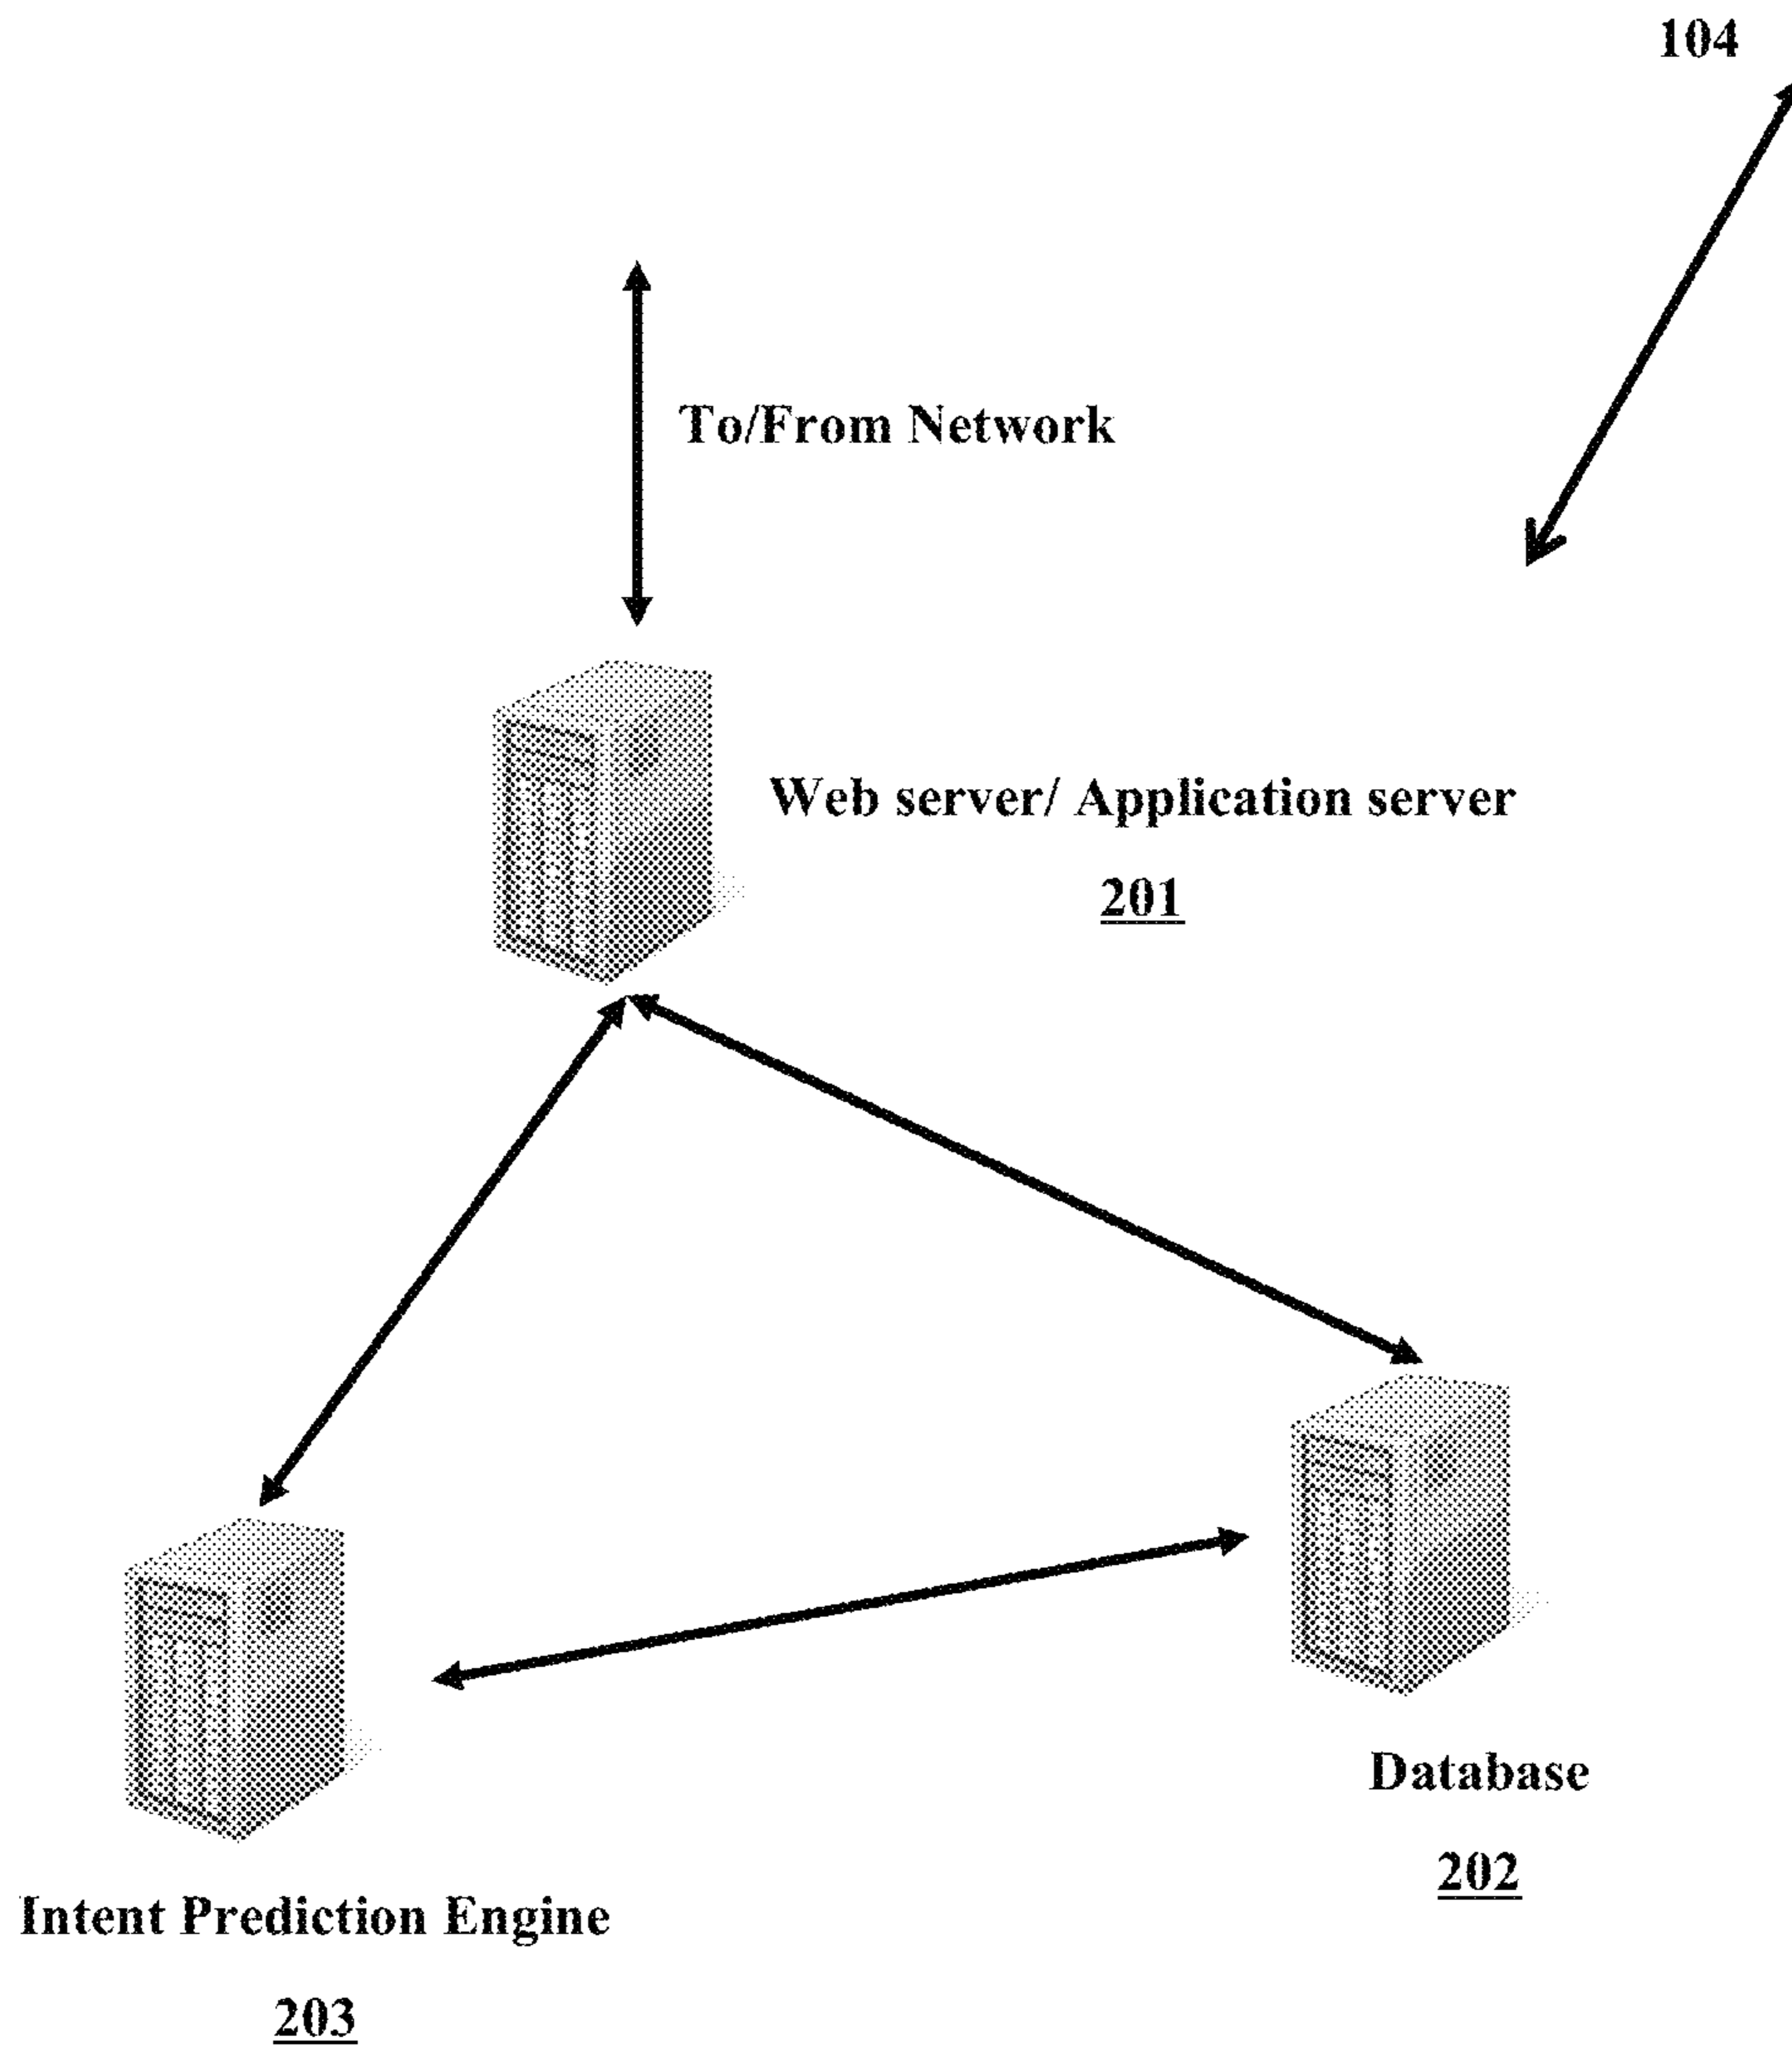 104
To/From Network
Web server/ Application server
201
Database
202
Intent Prediction Engine
203